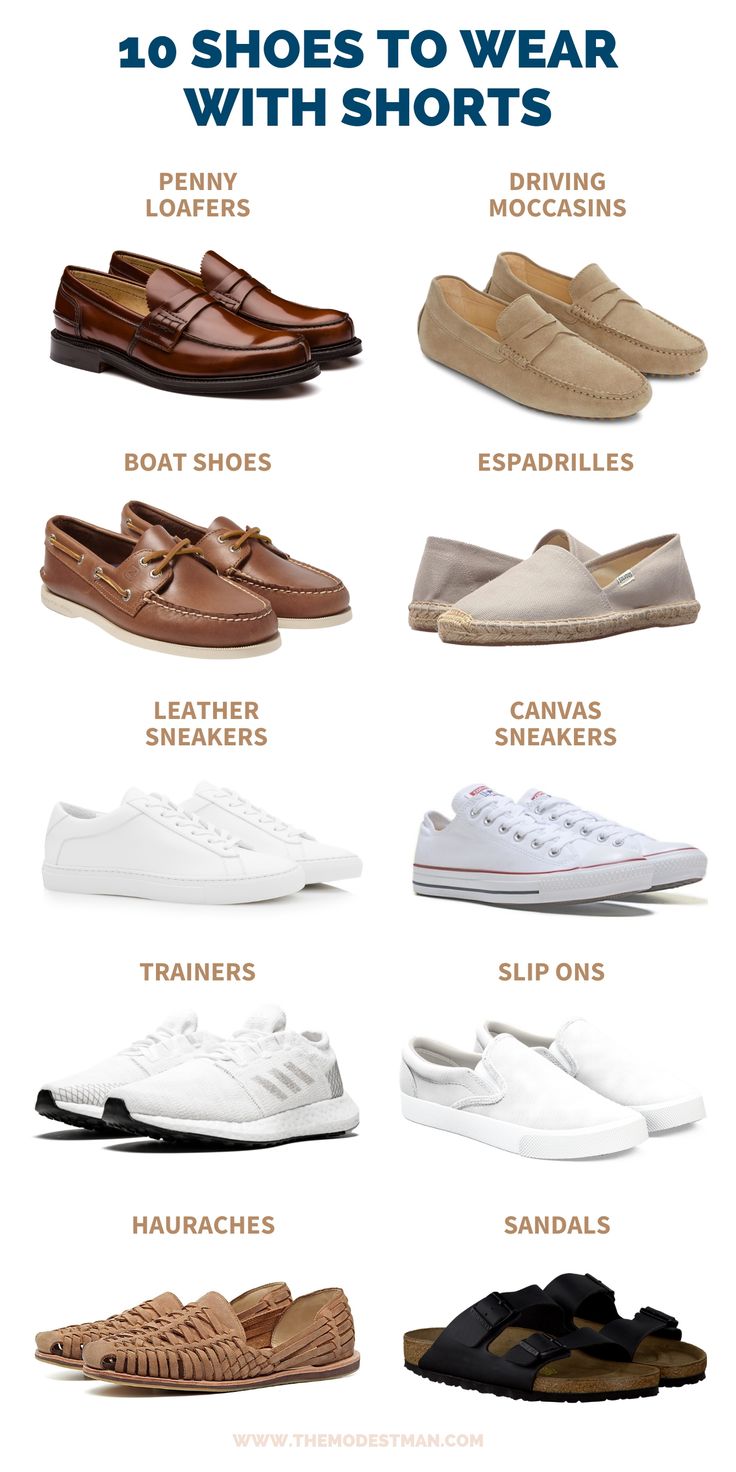 10 SHOES TO WEAR
WITH SHORTS
PENNY
LOAFERS
DRIVING
MOCCASINS
BOAT SHOES
ESPADRILLES
LEATHER
SNEAKERS
CANVAS
SNEAKERS
TRAINERS
SLIP ONS
HAURACHES
SANDALS
WWW.THEMODESTMAN.COM